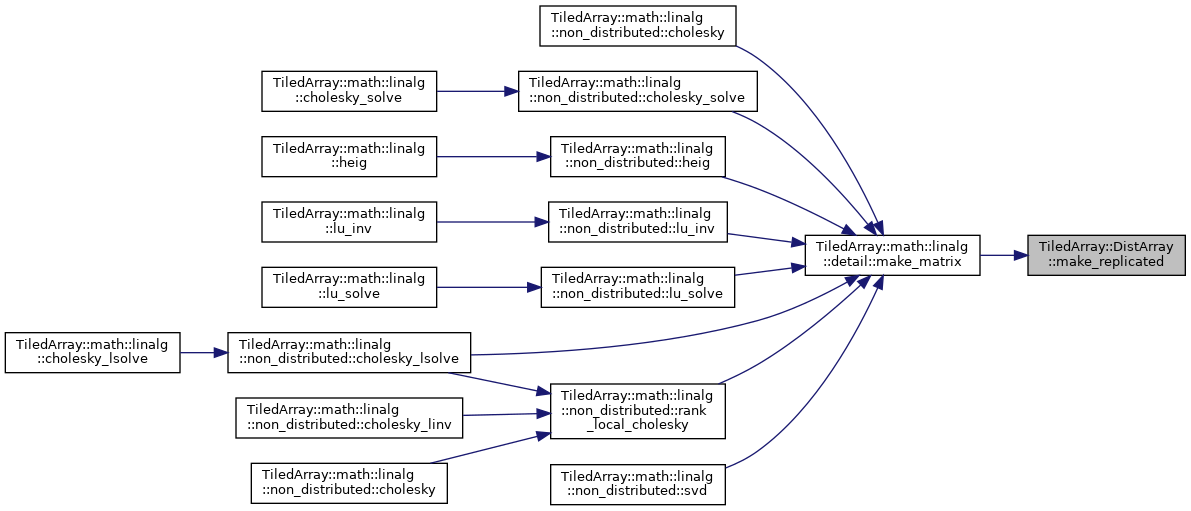 TiledArray::math::linalg
::non_distributed::cholesky
TiledArray::math::linalg
::cholesky_solve
TiledArray::math::linalg
::non_distributed::cholesky_solve
TiledArray::math::linalg
::heig
TiledArray::math::linalg
::non_distributed::heig
TiledArray::math::linalg
::lu_inv
TiledArray::math::linalg
::non_distributed::lu_inv
TiledArray::math::linalg
::detail::make_matrix
TiledArray::DistArray
::make_replicated
TiledArray::math::linalg
::lu_solve
TiledArray::math::linalg
::non_distributed::lu_solve
TiledArray::math::linalg
::cholesky_lsolve
TiledArray::math::linalg
::non_distributed::cholesky_lsolve
TiledArray::math::linalg
::non_distributed::rank
_local_cholesky
TiledArray::math::linalg
::non_distributed::cholesky_linv
TiledArray::math::linalg
::non_distributed::cholesky
TiledArray::math::linalg
::non_distributed::svd